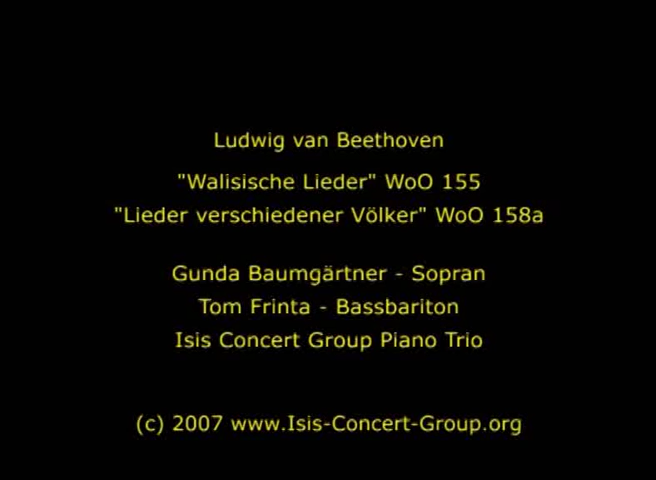 Ludwig van Beethoven
"Walisische Lieder" WoO 155
"Lieder verschiedener Völker" WoO 158a
Gunda Baumgärtner - Sopran
Tom Frinta - Bassbariton
Isis Concert Group Piano Trio
(c) 2007 www.Isis-Concert-Group.org